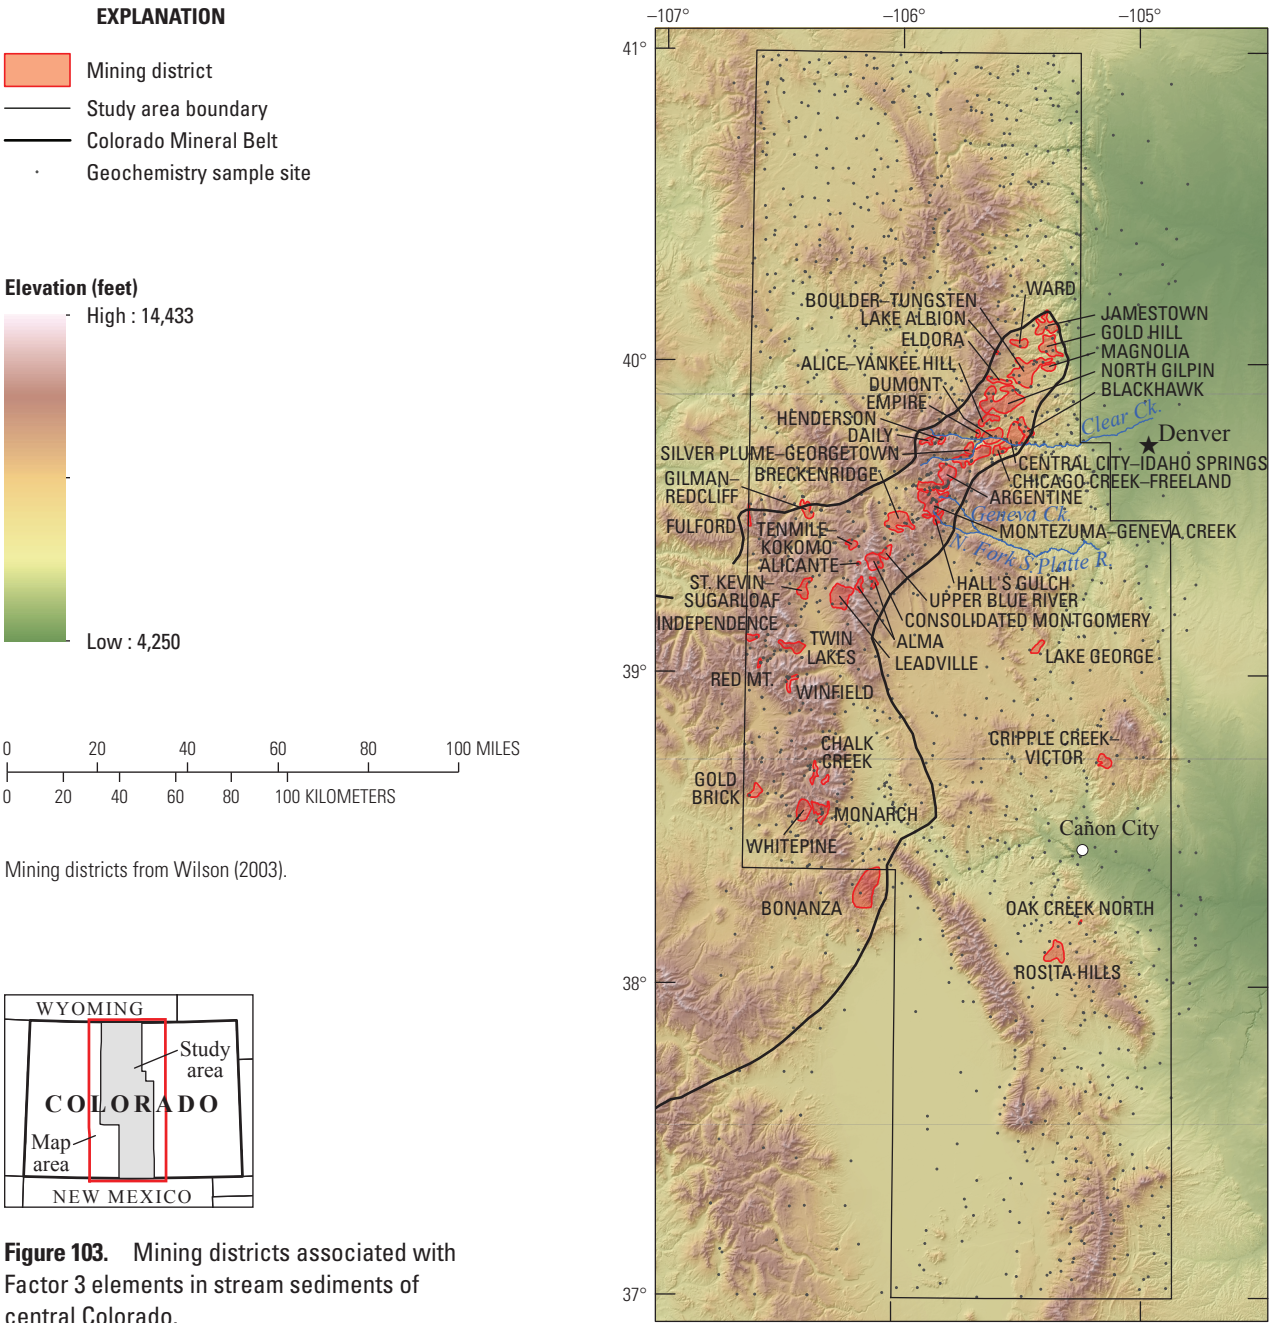 EXPLANATION
Mining district
Study area boundary
Colorado Mineral Belt
Geochemistry sample site
Elevation (feet)
High : 14,433
Low : 4,250
0 20 40 60 80 100 MILES
0 20 40 60 80 100 KILOMETERS
Mining districts from Wilson (2003).
WYOMING
Study
area
COLORADO
Map
area
NEW MEXICO
Figure 103. Mining districts associated with
Factor 3 elements in stream sediments of
central Colorado.
–107° –106° –105°
41°
40°
39°
38°
37°
WARD
BOULDER–TUNGSTEN
LAKE ALBION
ELDORA
ALICE–YANKEE HILL
DUMONT
EMPIRE
HENDERSON
DAILY
SILVER PLUME–GEORGETOWN
BRECKENRIDGE
GILMAN–
REDCLIFF
FULFORD
TENMILE–
KOKOMO
ALICANTE
ST. KEVIN–
SUGARLOAF
INDEPENDENCE
TWIN
LAKES
RED MT.
WINFIELD
JAMESTOWN
GOLD HILL
MAGNOLIA
NORTH GILPIN
BLACKHAWK
Clear Ck.
Denver
CENTRAL CITY–IDAHO SPRINGS
CHICAGO CREEK–FREELAND
ARGENTINE
Geneva Ck.
MONTEZUMA–GENEVA CREEK
N. Fork S Platte R.
HALL'S GULCH
UPPER BLUE RIVER
CONSOLIDATED MONTGOMERY
ALMA
LEADVILLE
LAKE GEORGE
CHALK
CREEK
CRIPPLE CREEK–
VICTOR
GOLD
BRICK
MONARCH
WHITEPINE
Cañon City
BONANZA
OAK CREEK NORTH
ROSITA HILLS